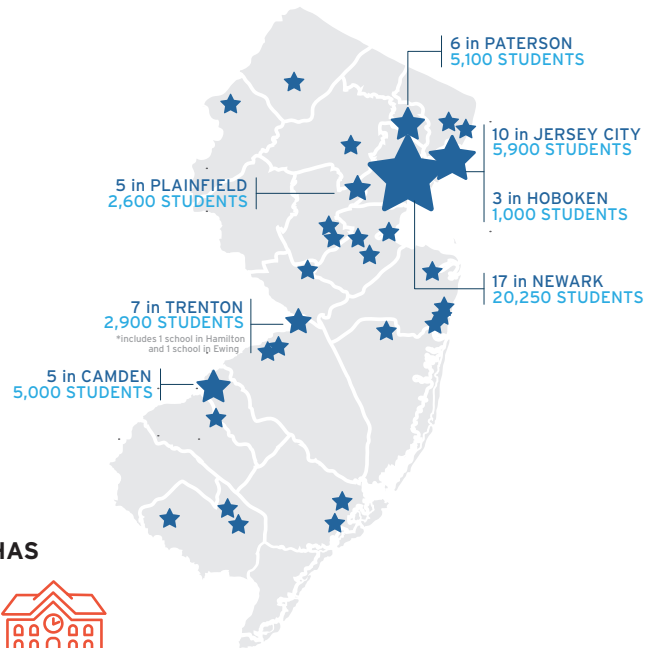 6 in PATERSON
5,100 STUDENTS
10 in JERSEY CITY
5,900 STUDENTS
5 in PLAINFIELD
2,600 STUDENTS
3 in HOBOKEN
1,000 STUDENTS
17 in NEWARK
20,250 STUDENTS
7 in TRENTON
2,900 STUDENTS
*includes 1 school in Hamilton
and 1 school in Ewing
5 in CAMDEN
5,000 STUDENTS
HAS